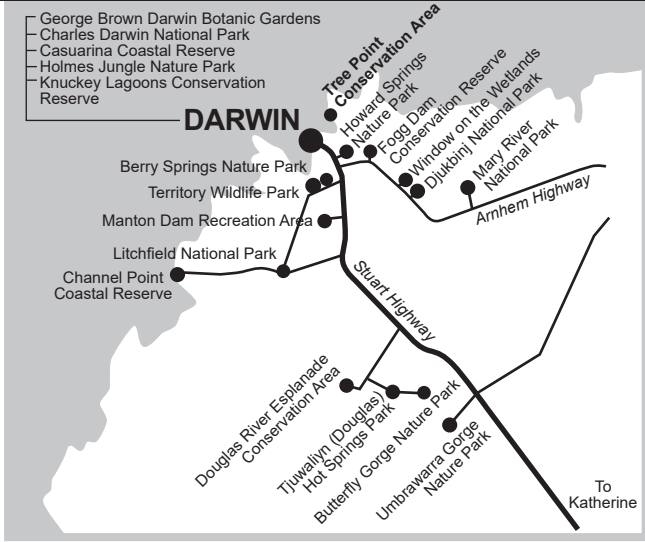 George Brown Darwin Botanic Gardens
Charles Darwin National Park
Casuarina Coastal Reserve
Holmes Jungle Nature Park
Knuckey Lagoons Conservation
Reserve
DARWIN
Tree Point
Conservation Area
Howard Springs
Nature Park
Fogg Dam
Conservation Reserve
Window on the Wetlands
Djukbinj National Park
Mary River
National Park
Arnhem Highway
Berry Springs Nature Park
Territory Wildlife Park
Manton Dam Recreation Area
Litchfield National Park
Channel Point
Coastal Reserve
Stuart Highway
Douglas River Esplanade
Conservation Area
Tjuwaliyn (Douglas)
Hot Springs Park
Butterfly Gorge Nature Park
Umbrawarra Gorge
Nature Park
To
Katherine